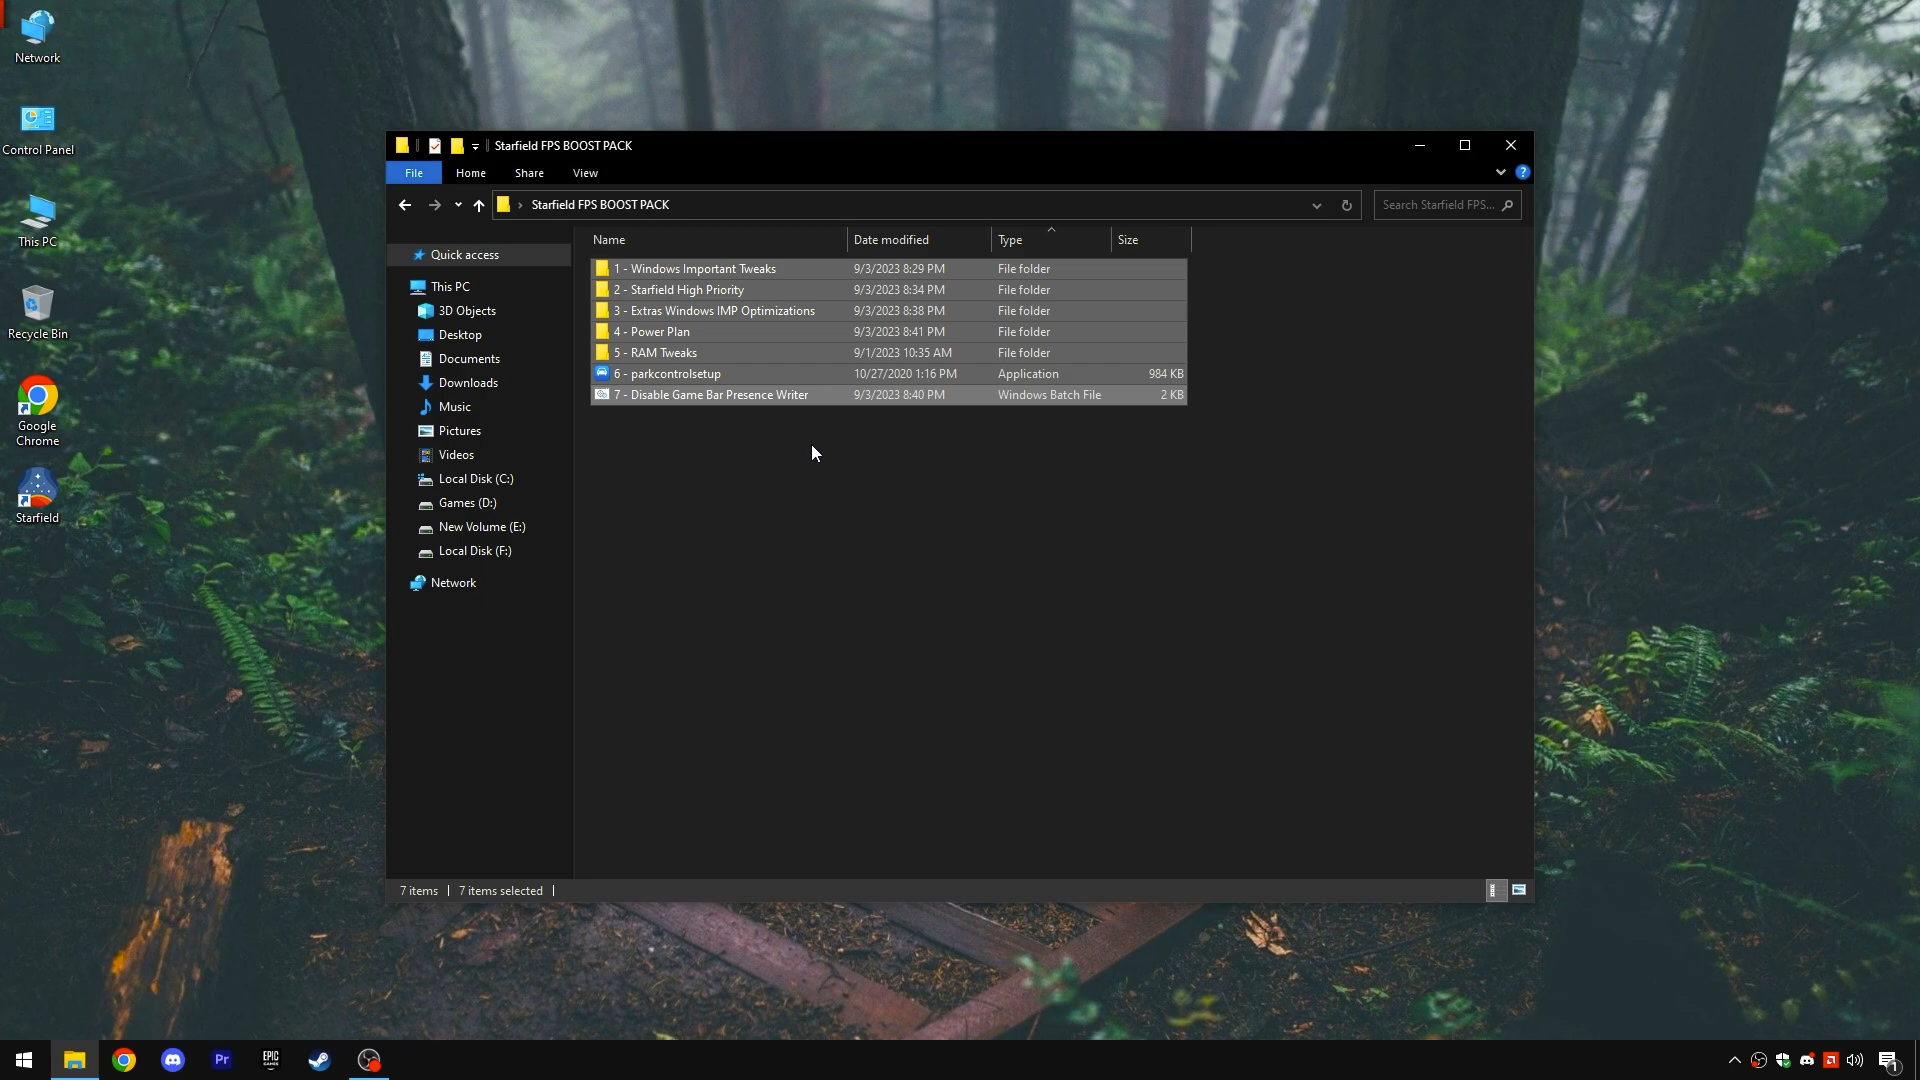 Network
Control Panel
This PC
Recycle Bin
Google
Chrome
Starfield
Starfield FPS BOOST PACK
File Home Share View
?
Starfield FPS BOOST PACK
Search Starfield FPS...
Name Date modified Type Size
1 - Windows Important Tweaks 9/3/2023 8:29 PM File folder
2 - Starfield High Priority 9/3/2023 8:34 PM File folder
3 - Extras Windows IMP Optimizations 9/3/2023 8:38 PM File folder
4 - Power Plan 9/3/2023 8:41 PM File folder
5 - RAM Tweaks 9/1/2023 10:35 AM File folder
6 - parkcontrolsetup 10/27/2020 1:16 PM Application 984 KB
7 - Disable Game Bar Presence Writer 9/3/2023 8:40 PM Windows Batch File 2 KB
Quick access
This PC
3D Objects
Desktop
Documents
Downloads
Music
Pictures
Videos
Local Disk (C:)
Games (D:)
New Volume (E:)
Local Disk (F:)
Network
7 items 7 items selected
Pr
EPIC
GAMES
1